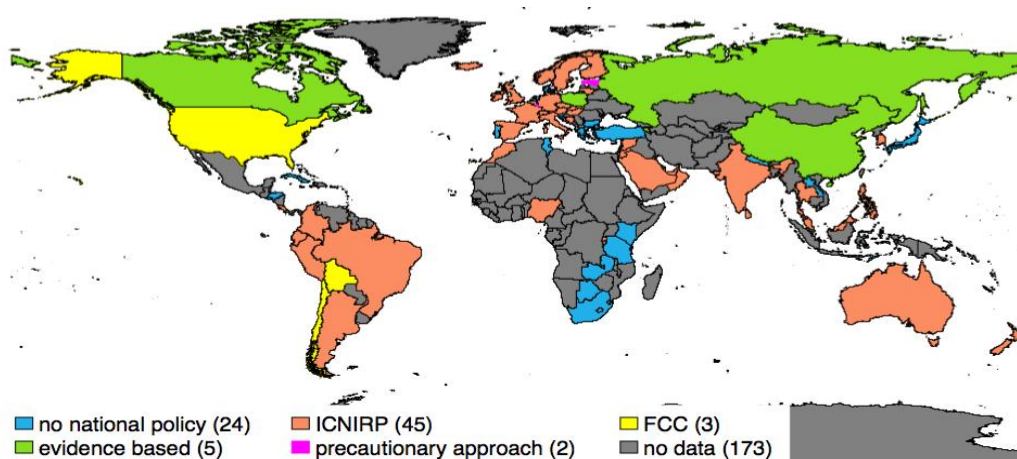 no national policy (24) ICNIRP (45) FCC (3)
evidence based (5) precautionary approach (2) no data (173)